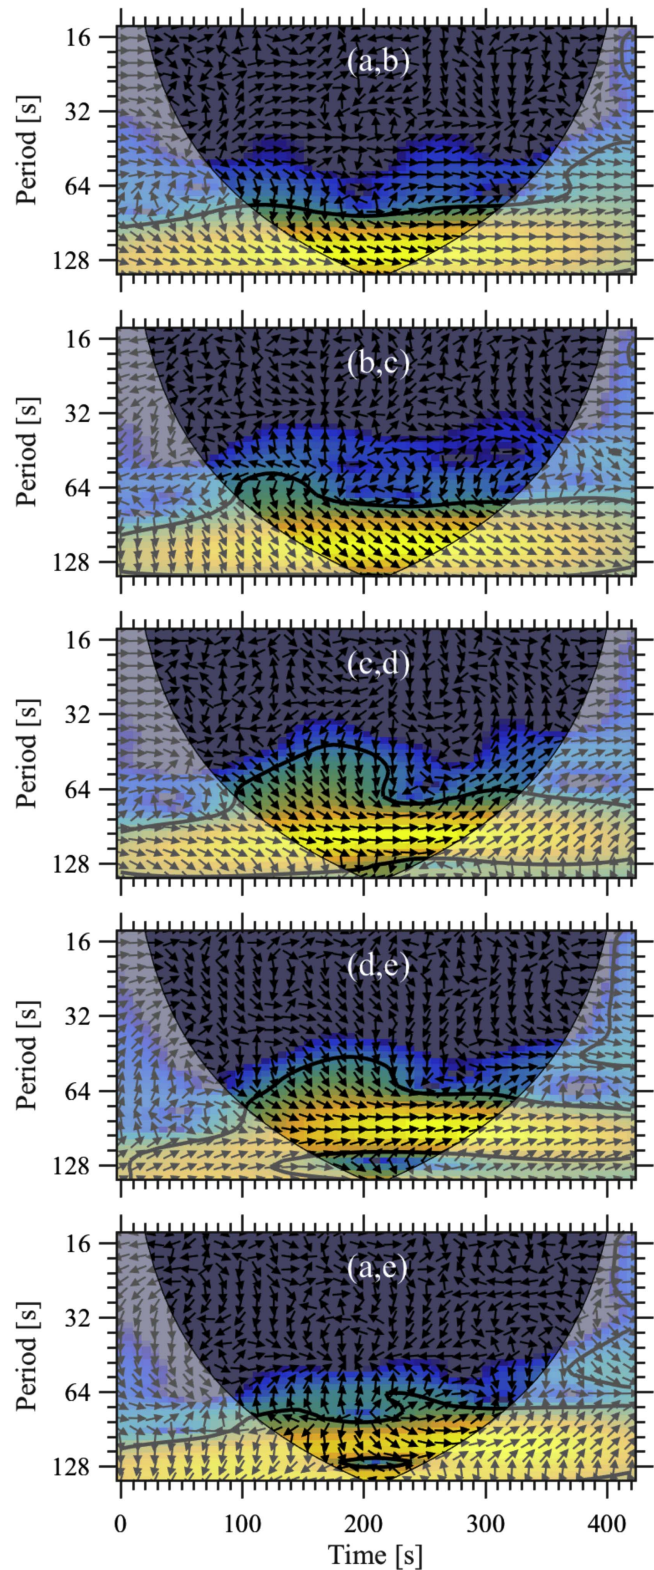 (a,b)
Period [s]
16
32
64
128
(b,c)
Period [s]
16
32
64
128
(c,d)
Period [s]
16
32
64
128
(d,e)
Period [s]
16
32
64
128
(a,e)
Period [s]
16
32
64
128
0 100 200 300 400
Time [s]